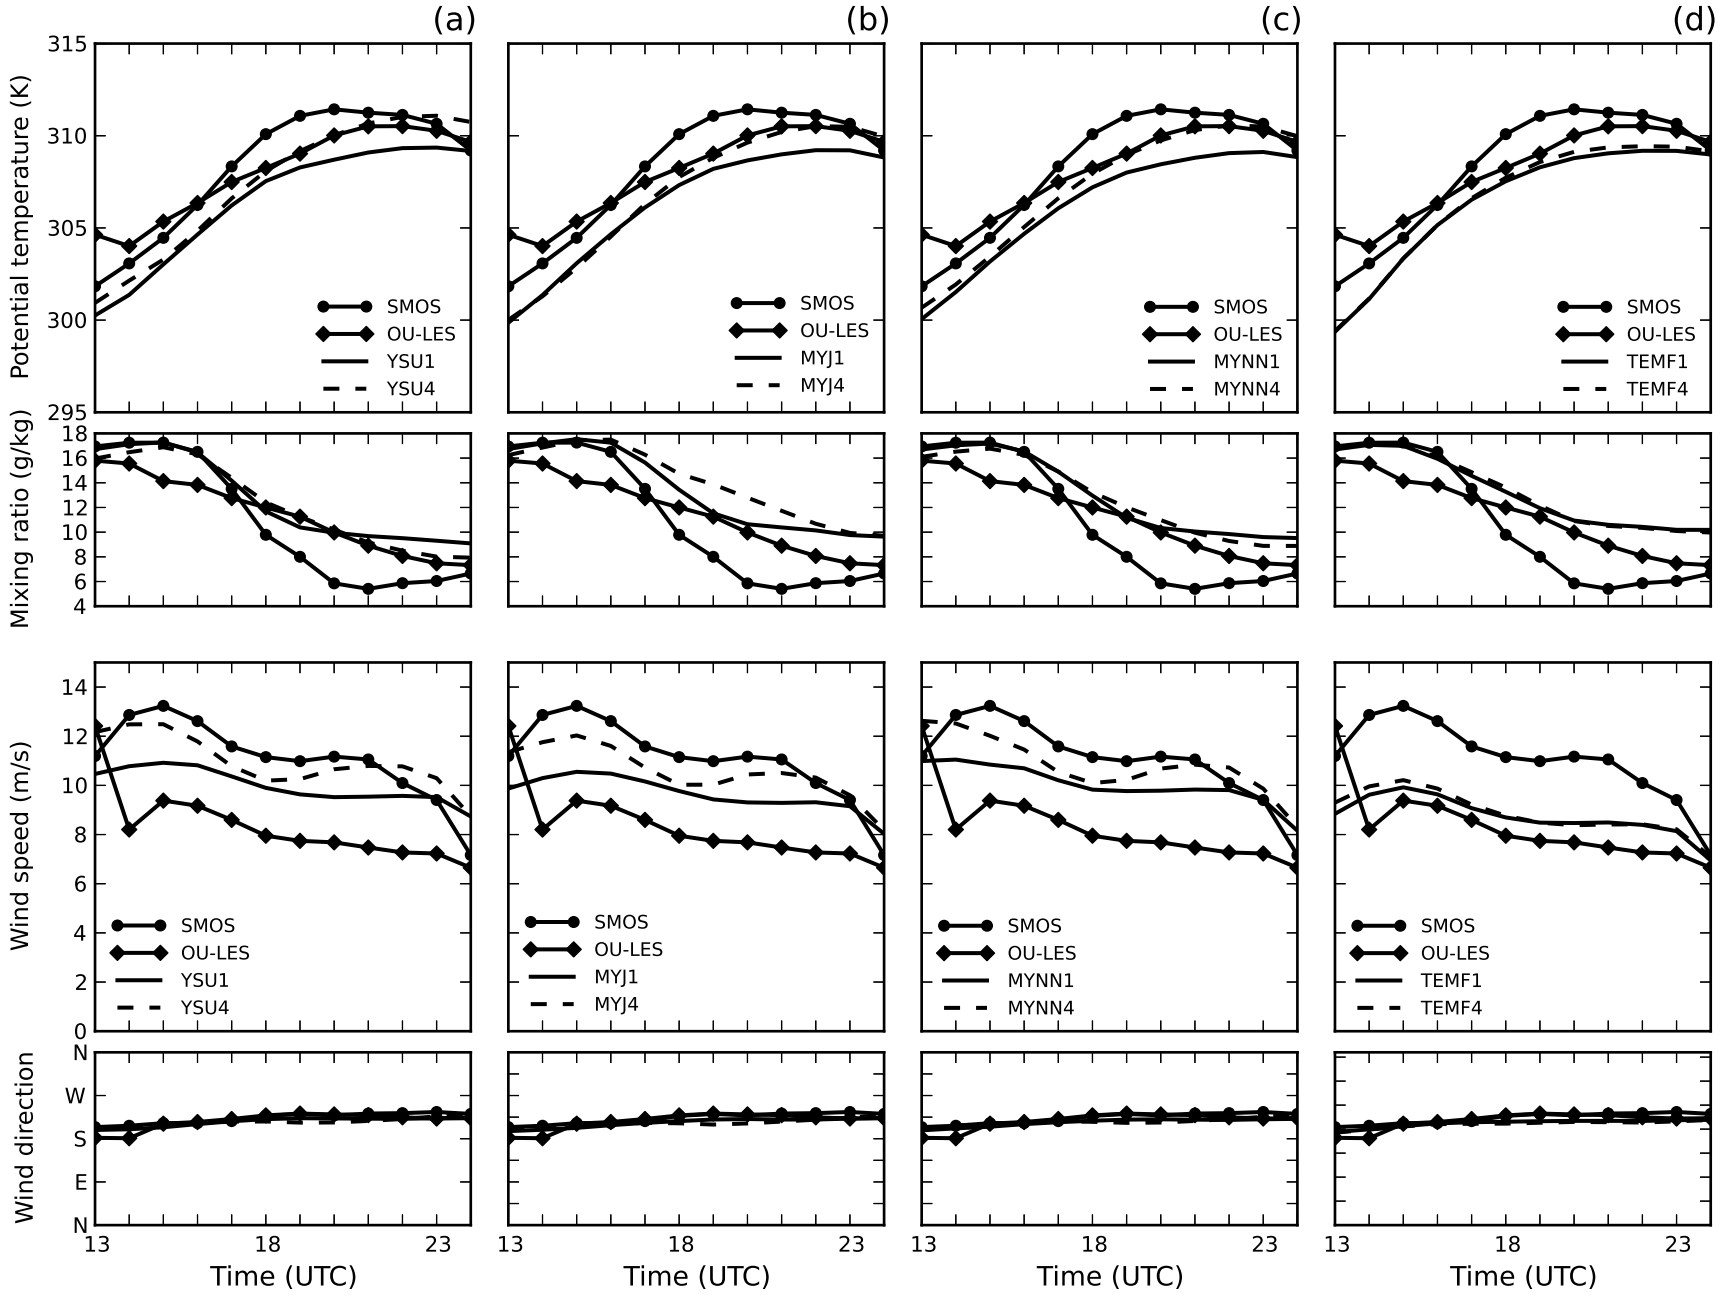 (a) (b) (c) (d)
Potential temperature (K)
315
310
305
300
295
SMOS
OU-LES
YSU1
YSU4
SMOS
OU-LES
MYJ1
MYJ4
SMOS
OU-LES
MYNN1
MYNN4
SMOS
OU-LES
TEMF1
TEMF4
Mixing ratio (g/kg)
18
16
14
12
10
8
6
4
Wind speed (m/s)
14
12
10
8
6
4
2
0
SMOS
OU-LES
YSU1
YSU4
SMOS
OU-LES
MYJ1
MYJ4
SMOS
OU-LES
MYNN1
MYNN4
SMOS
OU-LES
TEMF1
TEMF4
Wind direction
N
W
S
E
N
13 18 23 13 18 23 13 18 23 13 18 23
Time (UTC) Time (UTC) Time (UTC) Time (UTC)